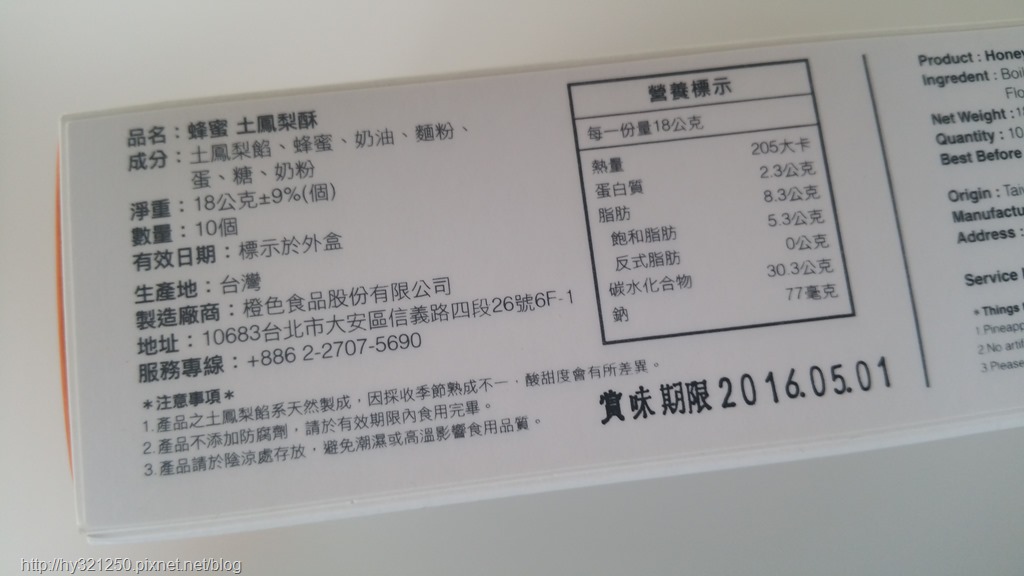 品名：蜂蜜 土鳳梨酥
成分：土鳳梨餡、蜂蜜、奶油、麵粉、
蛋、糖、奶粉
淨重：18公克±9%(個)
數量：10個
有效日期：標示於外盒
生產地：台灣
製造廠商：橙色食品股份有限公司
地址：10683台北市大安區信義路四段26號6F-1
服務專線：+886 2-2707-5690
＊注意事項＊
1.產品之土鳳梨餡系天然製成，因採收季節熟成不一，酸甜度會有所差異。
2.產品不添加防腐劑，請於有效期限內食用完畢。
3.產品請於陰涼處存放，避免潮濕或高溫影響食用品質。
營養標示
每一份量18公克
熱量 205大卡
蛋白質 2.3公克
脂肪 8.3公克
飽和脂肪 5.3公克
反式脂肪 0公克
碳水化合物 30.3公克
鈉 77毫克
賞味期限 2016.05.01
Product : Honey
Ingredent : Boil
Flo
Net Weight : 1
Quantity : 10
Best Before
Origin : Tai
Manufactu
Address :
Service
* Things
1.Pineapp
2.No artif
3.Please
http://hy321250.pixnet.net/blog